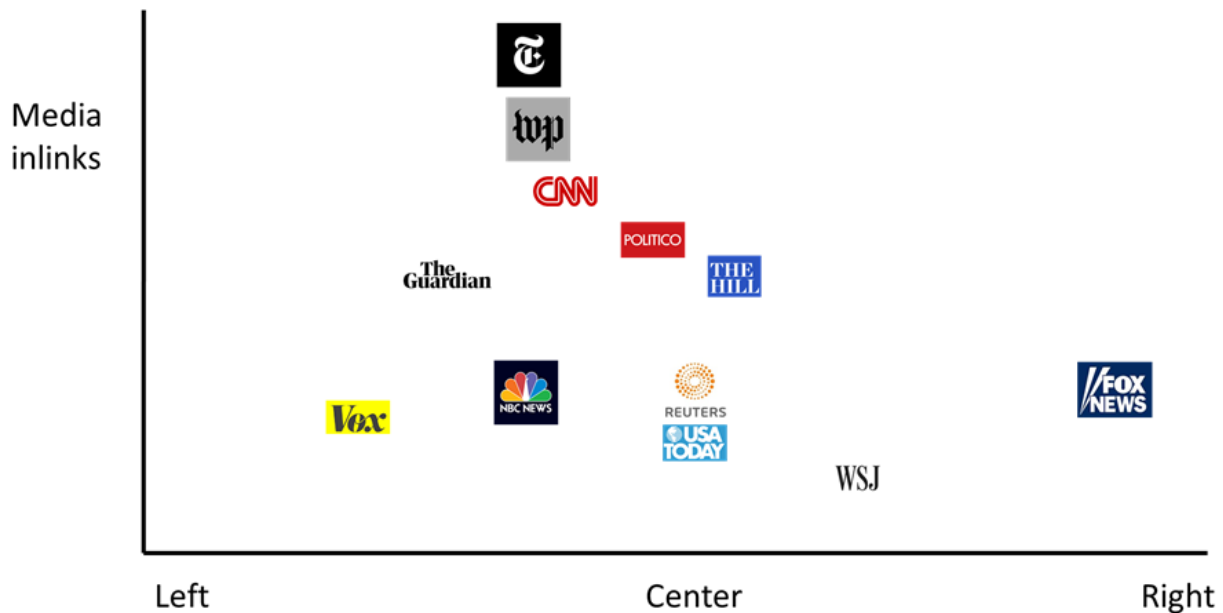 T
Media
inlinks
wp
CNN
POLITICO
The
Guardian
THE
HILL
NBC NEWS
REUTERS
FOX
NEWS
Vox
USA
TODAY
WSJ
Left
Center
Right